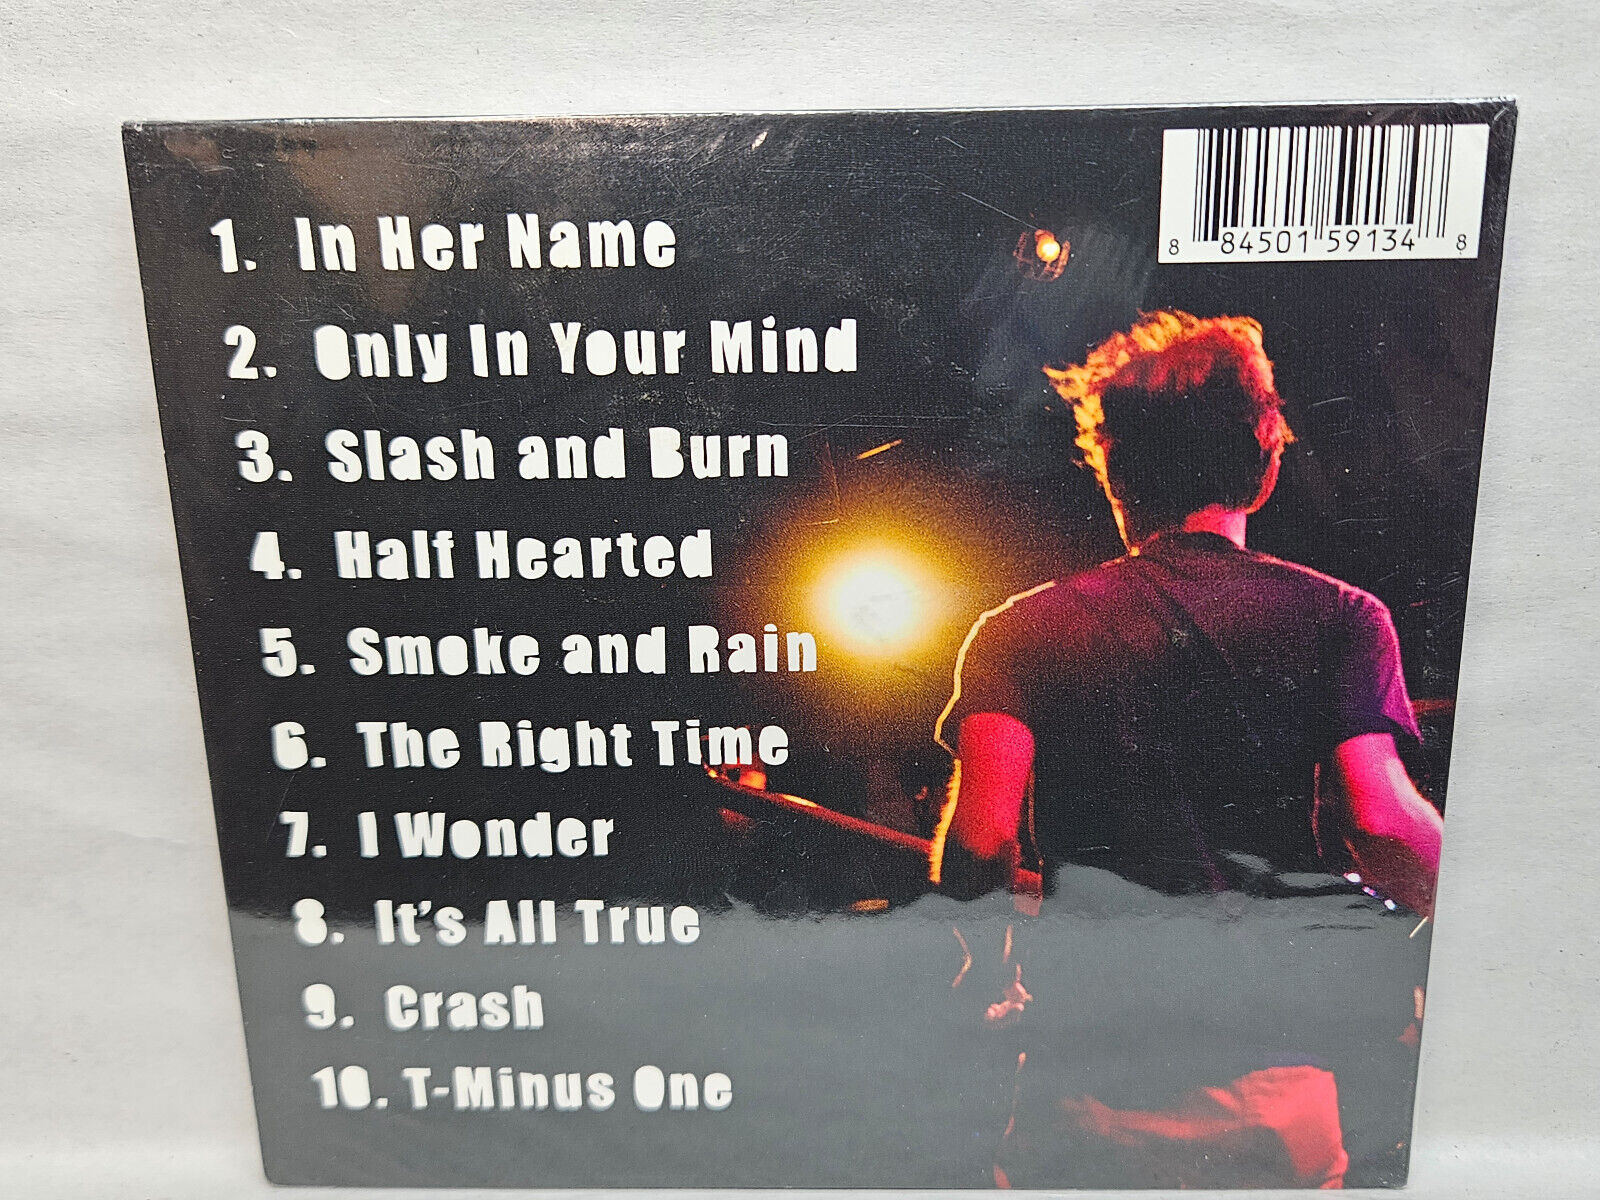 8 84501 59134 8
1. In Her Name
2. Only In Your Mind
3. Slash and Burn
4. Half Hearted
5. Smoke and Rain
6. The Right Time
7. I Wonder
8. It's All True
9. Crash
10. T-Minus One